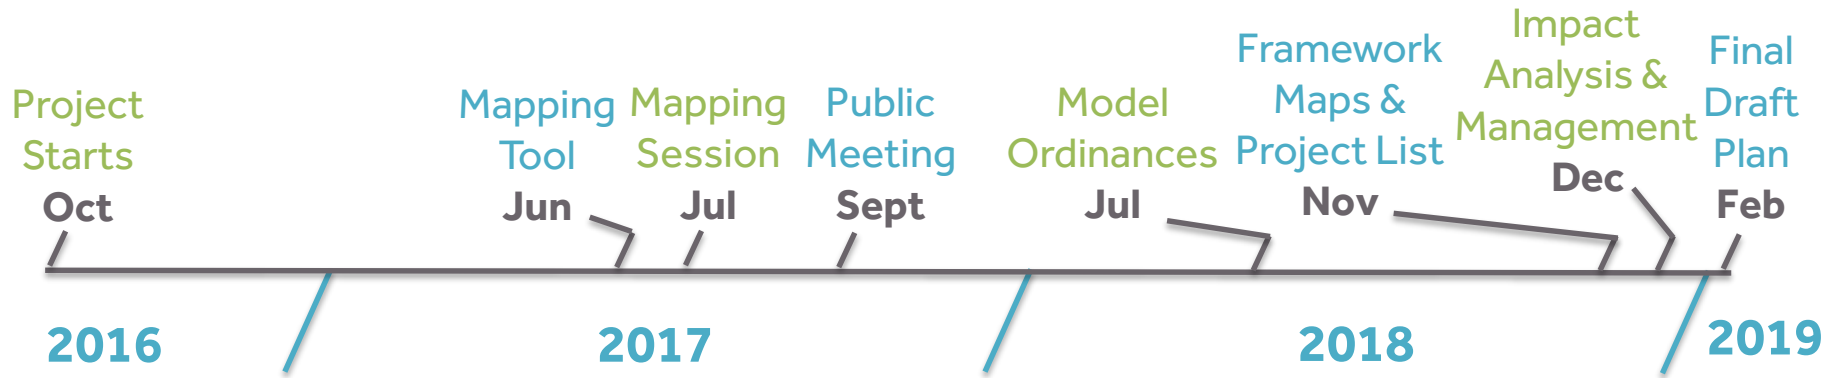 Project
Starts
Oct
Mapping
Tool
Jun
Mapping
Session
Jul
Public
Meeting
Sept
Model
Ordinances
Jul
Framework
Maps &
Project List
Nov
Impact
Analysis &
Management
Dec
Final
Draft
Plan
Feb
2016
2017
2018
2019